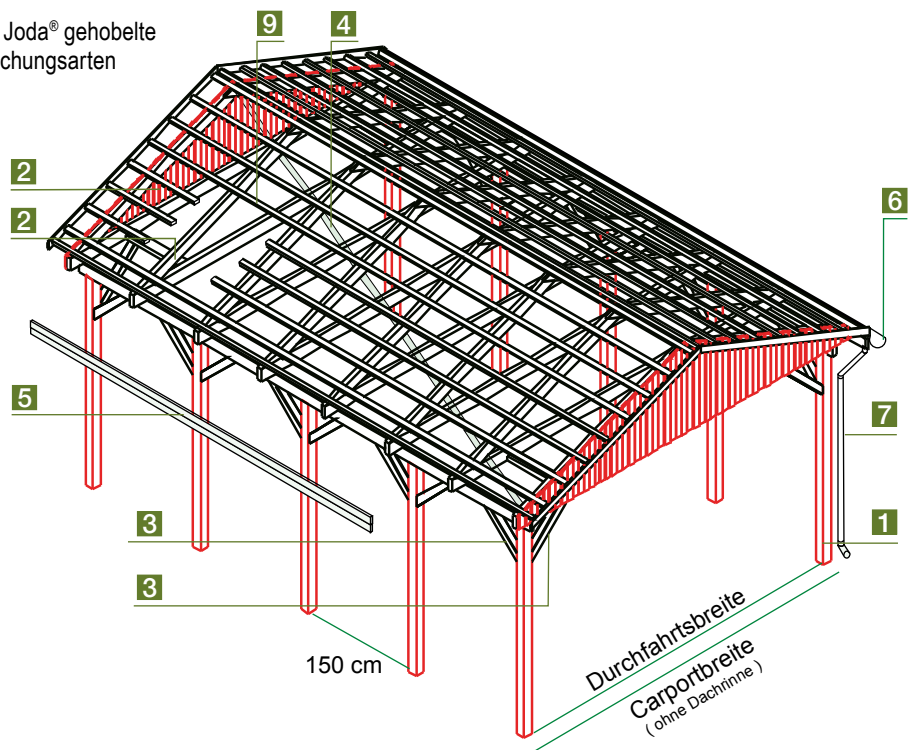 Joda® gehobelte
chungsarten
9
4
2
2
6
5
7
3
1
3
150 cm
Durchfahrtsbreite
Carportbreite
( ohne Dachrinne )